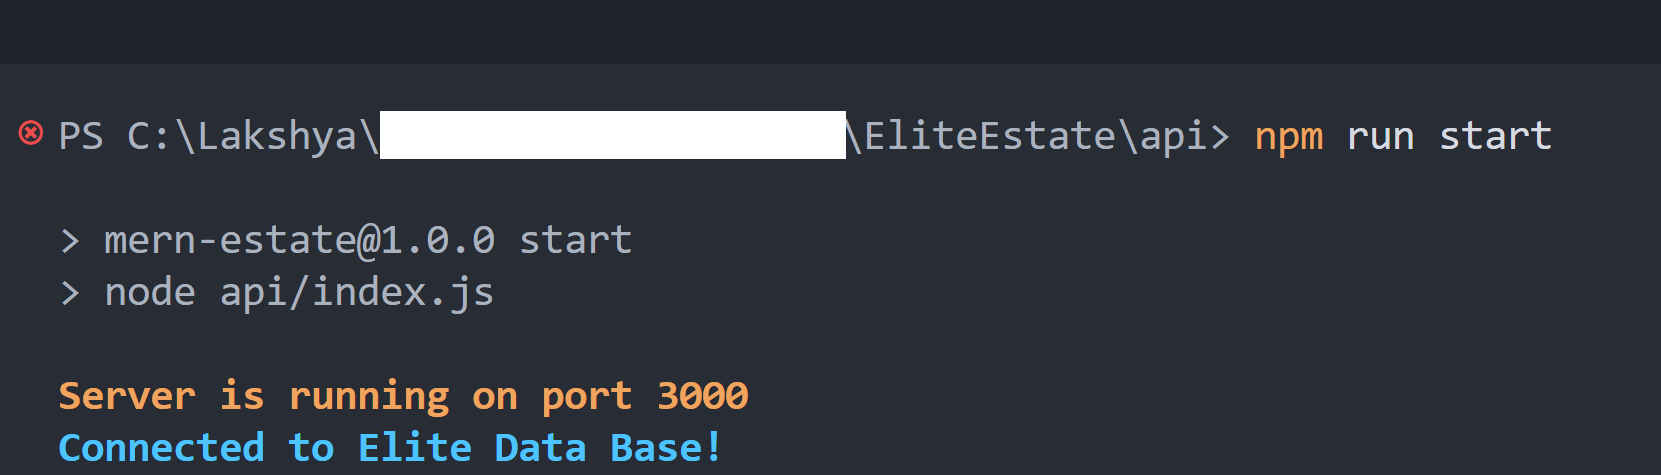 PS C:\Lakshya\ \EliteEstate\api> npm run start
> mern-estate@1.0.0 start
> node api/index.js
Server is running on port 3000
Connected to Elite Data Base!